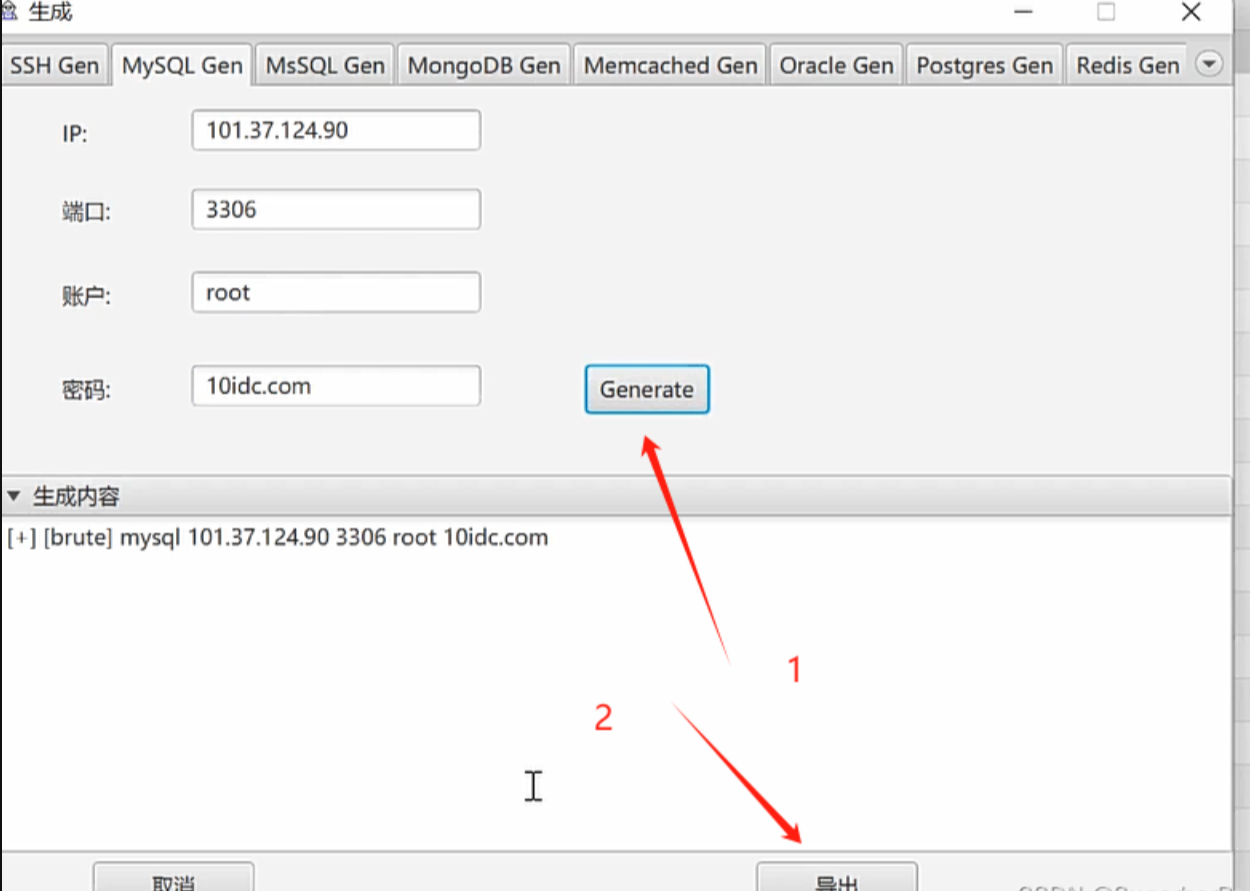 生成
SSH Gen MySQL Gen MsSQL Gen MongoDB Gen Memcached Gen Oracle Gen Postgres Gen Redis Gen
IP: 101.37.124.90
端口: 3306
账户: root
密码: 10idc.com Generate
生成内容
[+] [brute] mysql 101.37.124.90 3306 root 10idc.com
1
2
取消 导出